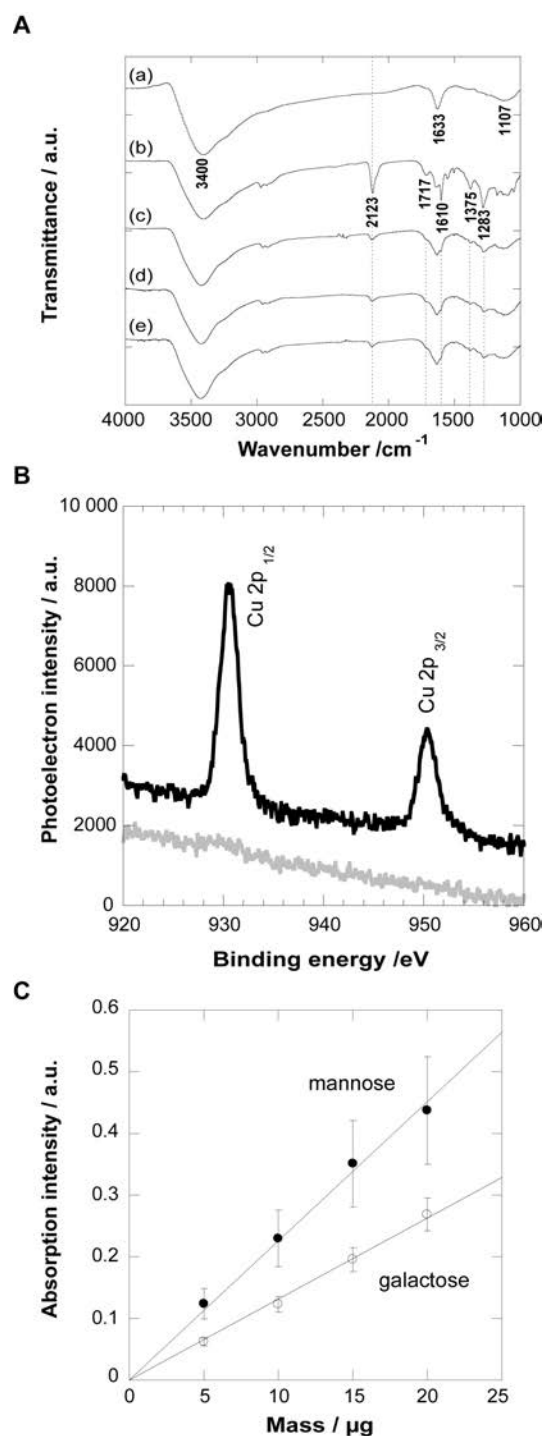 A
(a)
(b)
(c)
(d)
(e)
3400
2123
1717
1633
1610
1375
1283
1107
Transmittance / a.u.
4000 3500 3000 2500 2000 1500 1000
Wavenumber /cm⁻¹
B
10 000
8000
6000
4000
2000
0
Photoelectron intensity / a.u.
Cu 2p 1/2
Cu 2p 3/2
920 930 940 950 960
Binding energy /eV
C
0.6
0.5
0.4
0.3
0.2
0.1
0
Absorption intensity / a.u.
mannose
galactose
0 5 10 15 20 25
Mass / µg